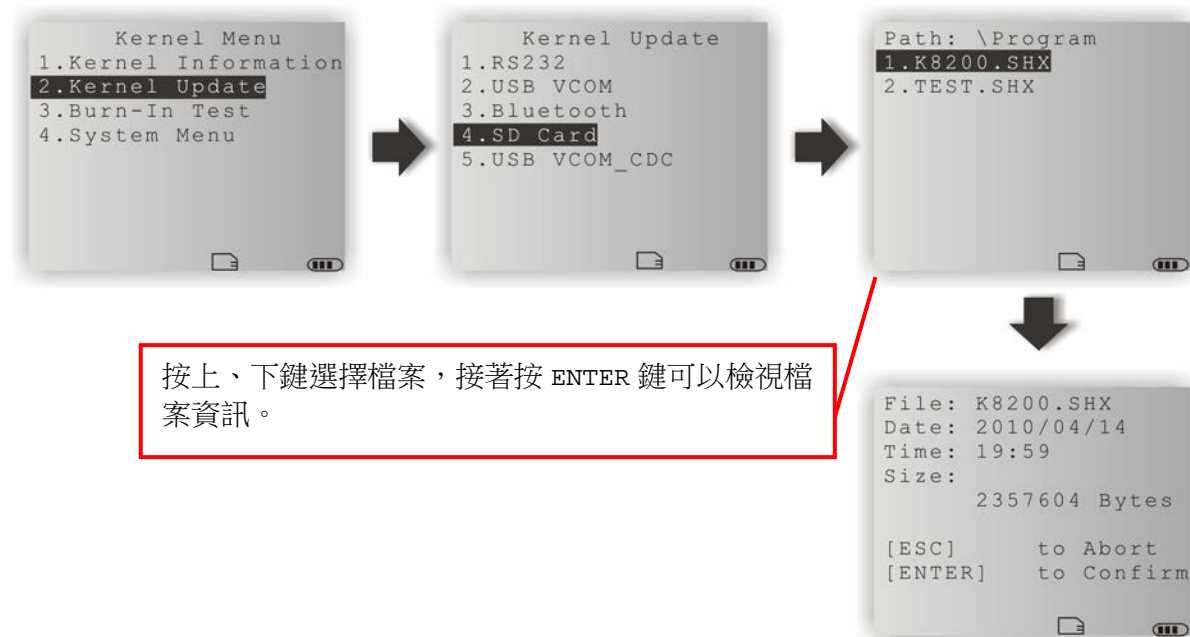 Kernel Menu
1.Kernel Information
2.Kernel Update
3.Burn-In Test
4.System Menu
Kernel Update
1.RS232
2.USB VCOM
3.Bluetooth
4.SD Card
5.USB VCOM_CDC
Path: \Program
1.K8200.SHX
2.TEST.SHX
按上、下鍵選擇檔案，接著按 ENTER 鍵可以檢視檔
案資訊。
File: K8200.SHX
Date: 2010/04/14
Time: 19:59
Size:
2357604 Bytes
[ESC] to Abort
[ENTER] to Confirm